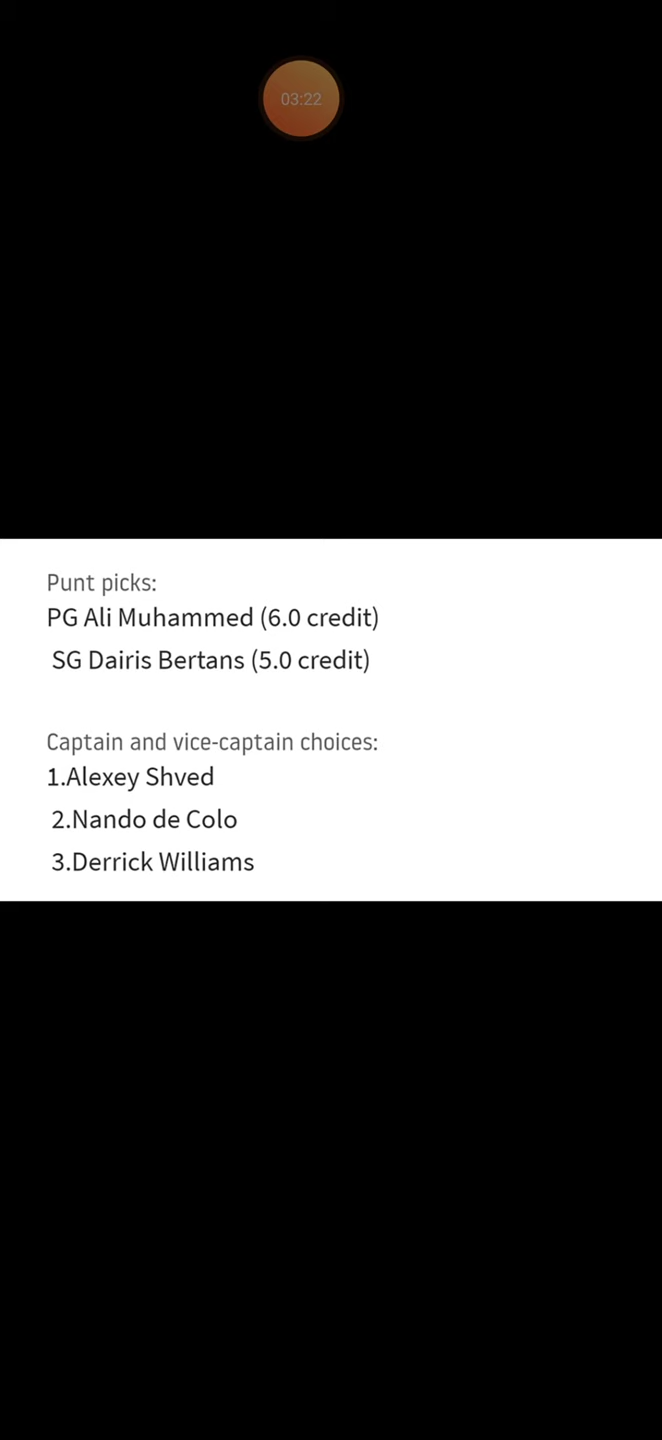 03:22
Punt picks:
PG Ali Muhammed (6.0 credit)
SG Dairis Bertans (5.0 credit)
Captain and vice-captain choices:
1.Alexey Shved
2.Nando de Colo
3.Derrick Williams